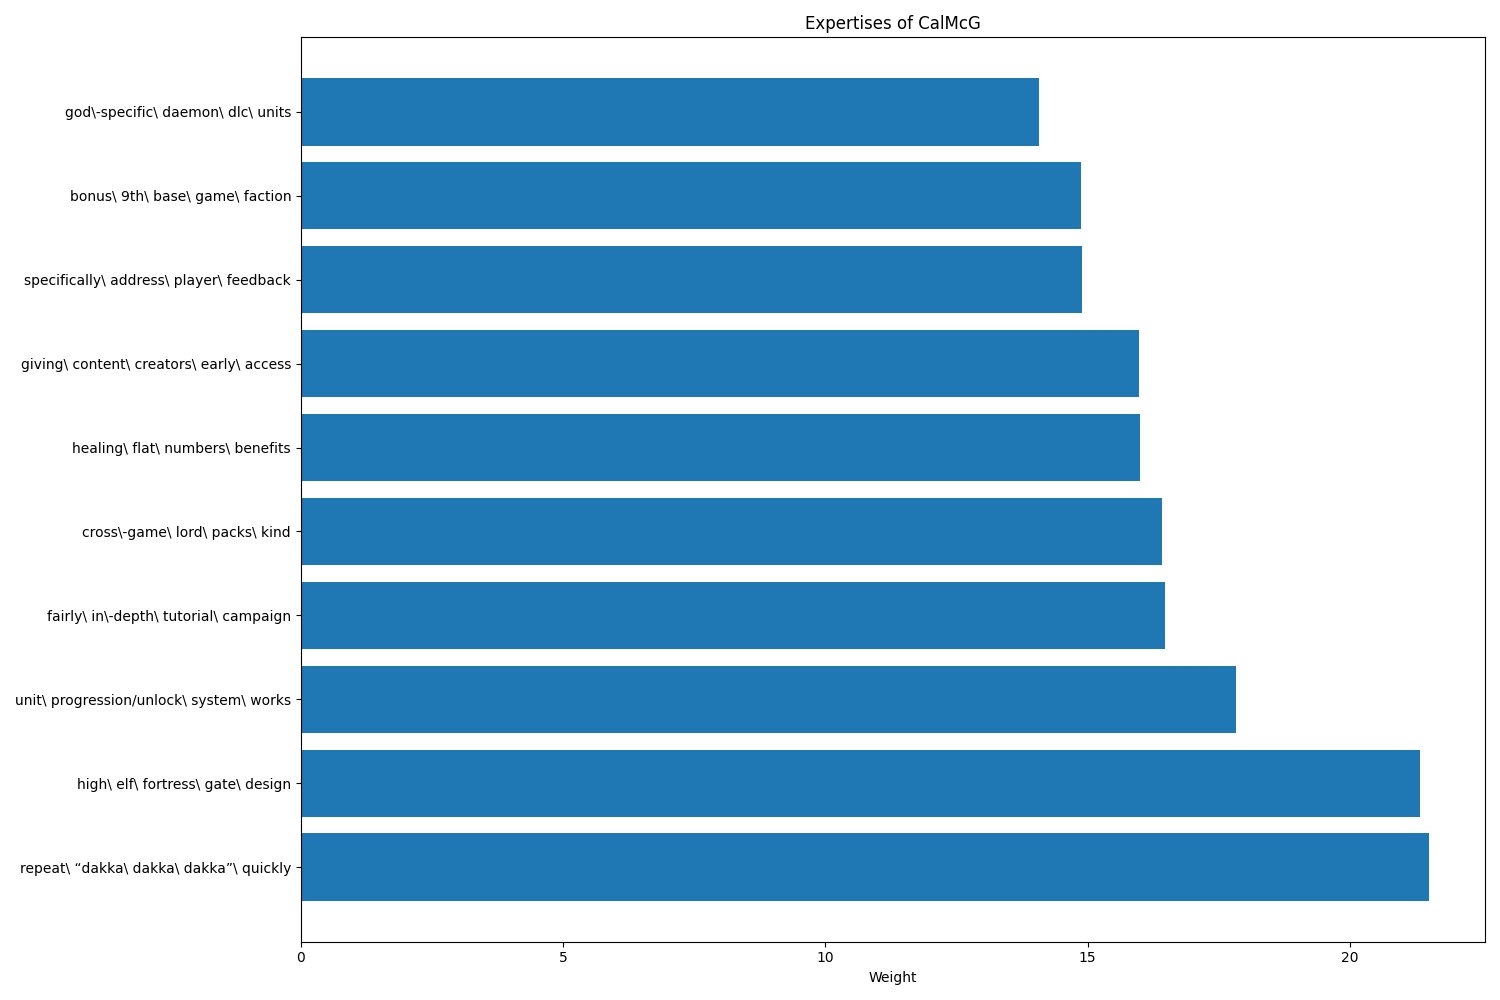 Expertises of CalMcG
god\-specific\ daemon\ dlc\ units
bonus\ 9th\ base\ game\ faction
specifically\ address\ player\ feedback
giving\ content\ creators\ early\ access
healing\ flat\ numbers\ benefits
cross\-game\ lord\ packs\ kind
fairly\ in\-depth\ tutorial\ campaign
unit\ progression/unlock\ system\ works
high\ elf\ fortress\ gate\ design
repeat\ “dakka\ dakka\ dakka”\ quickly
0 5 10 15 20
Weight